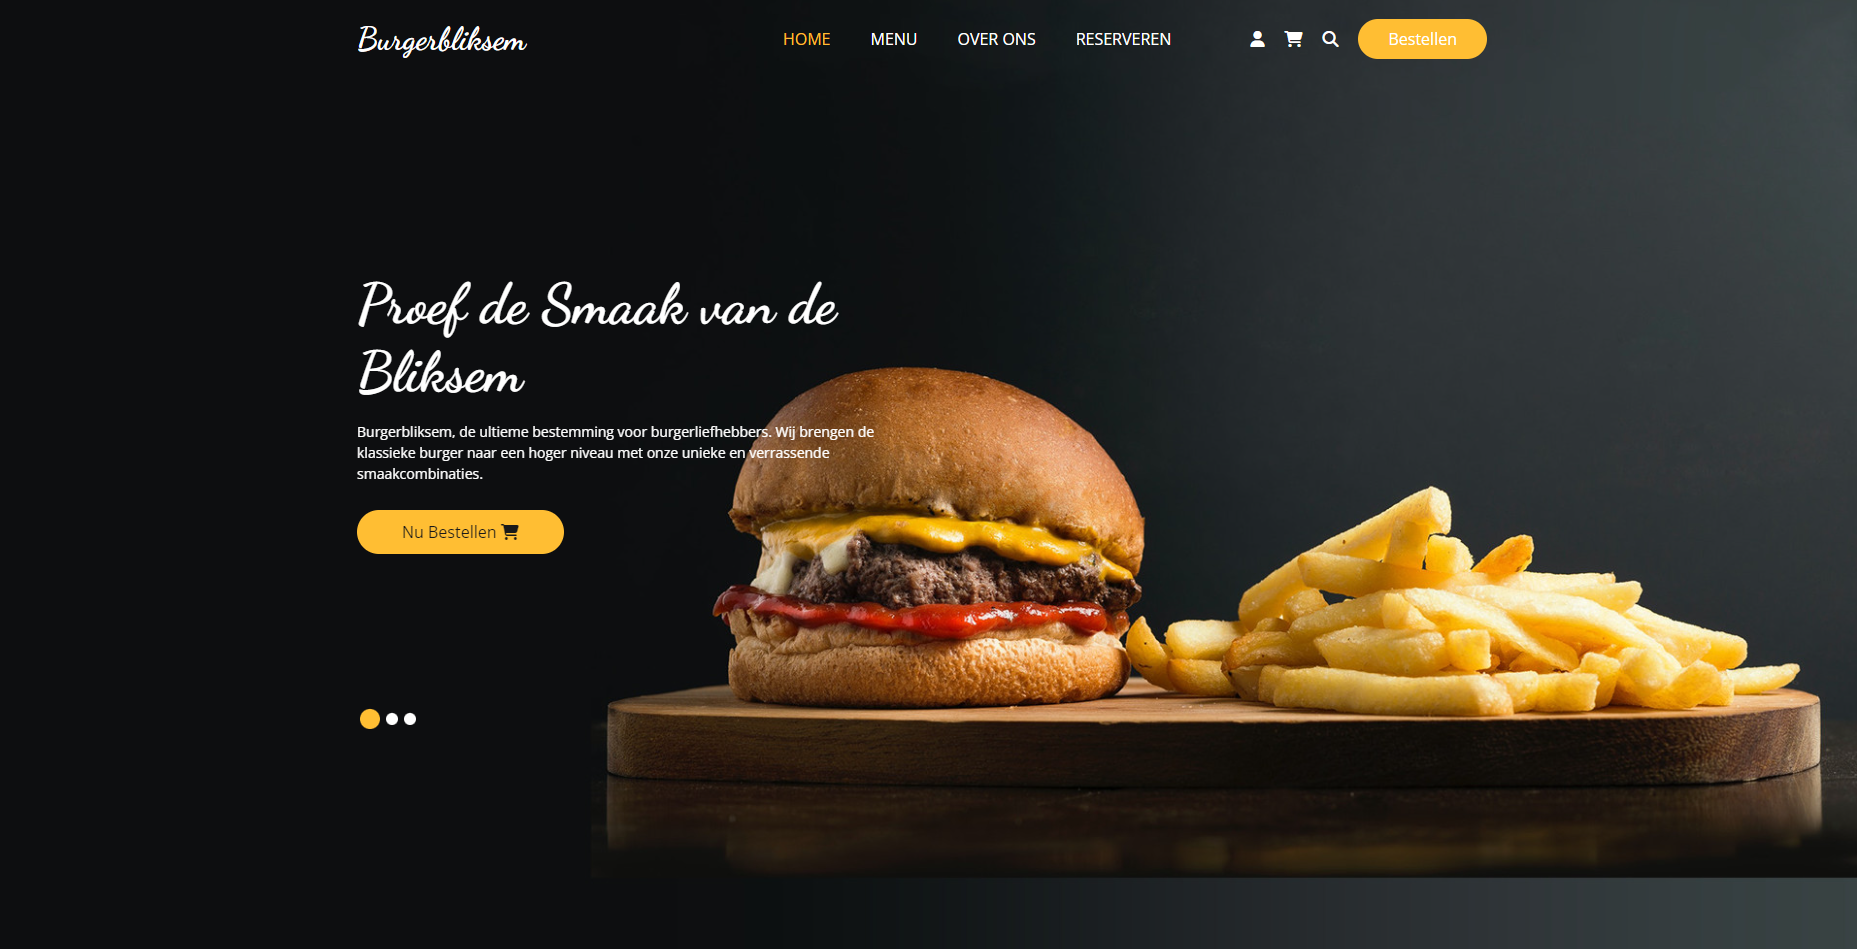 Burgerbliksem
HOME MENU OVER ONS RESERVEREN Bestellen
Proef de Smaak van de
Bliksem
Burgerbliksem, de ultieme bestemming voor burgerliefhebbers. Wij brengen de
klassieke burger naar een hoger niveau met onze unieke en verrassende
smaakcombinaties.
Nu Bestellen